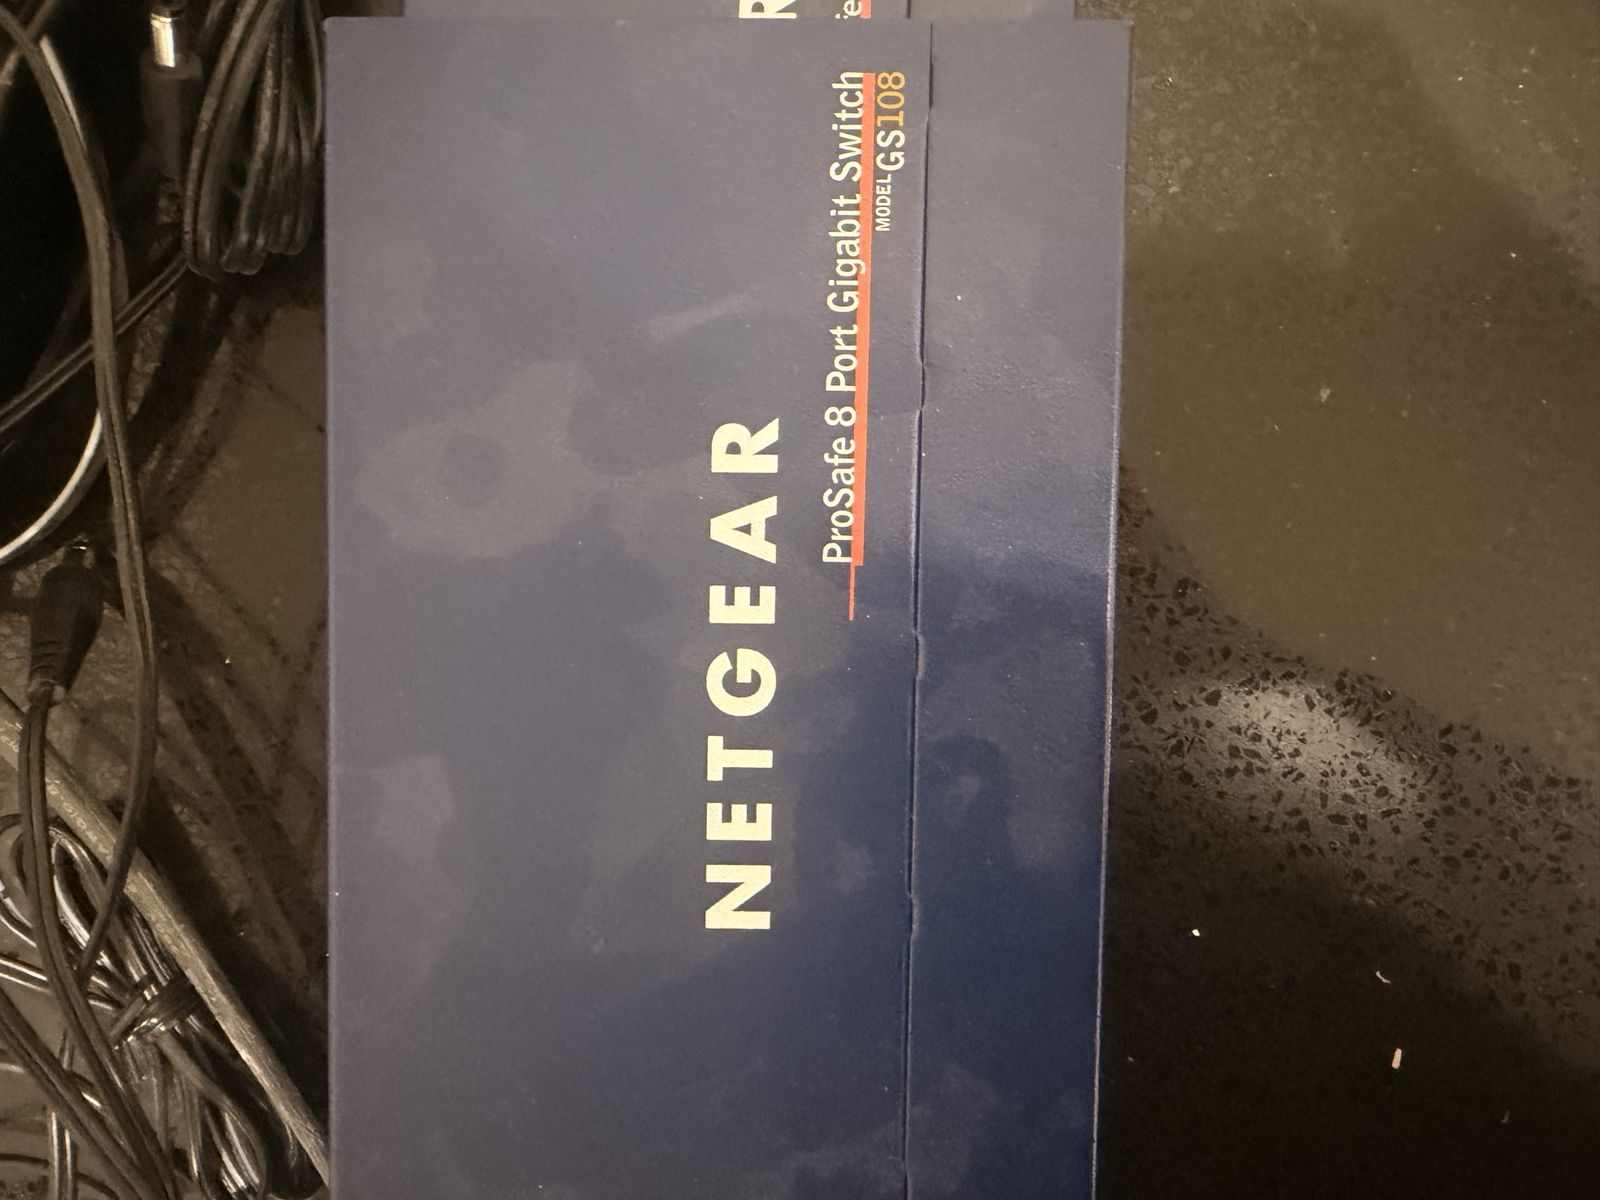 NETGEAR
ProSafe 8 Port Gigabit Switch
MODEL GS108